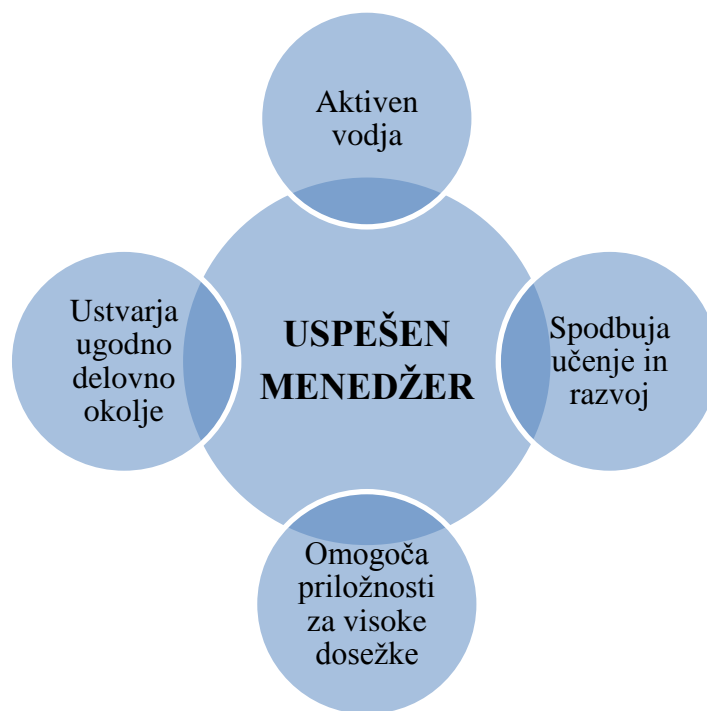 Aktiven
vodja
Ustvarja
ugodno
delovno
okolje
USPEŠEN
MENEDŽER
Spodbuja
učenje in
razvoj
Omogoča
priložnosti
za visoke
dosežke